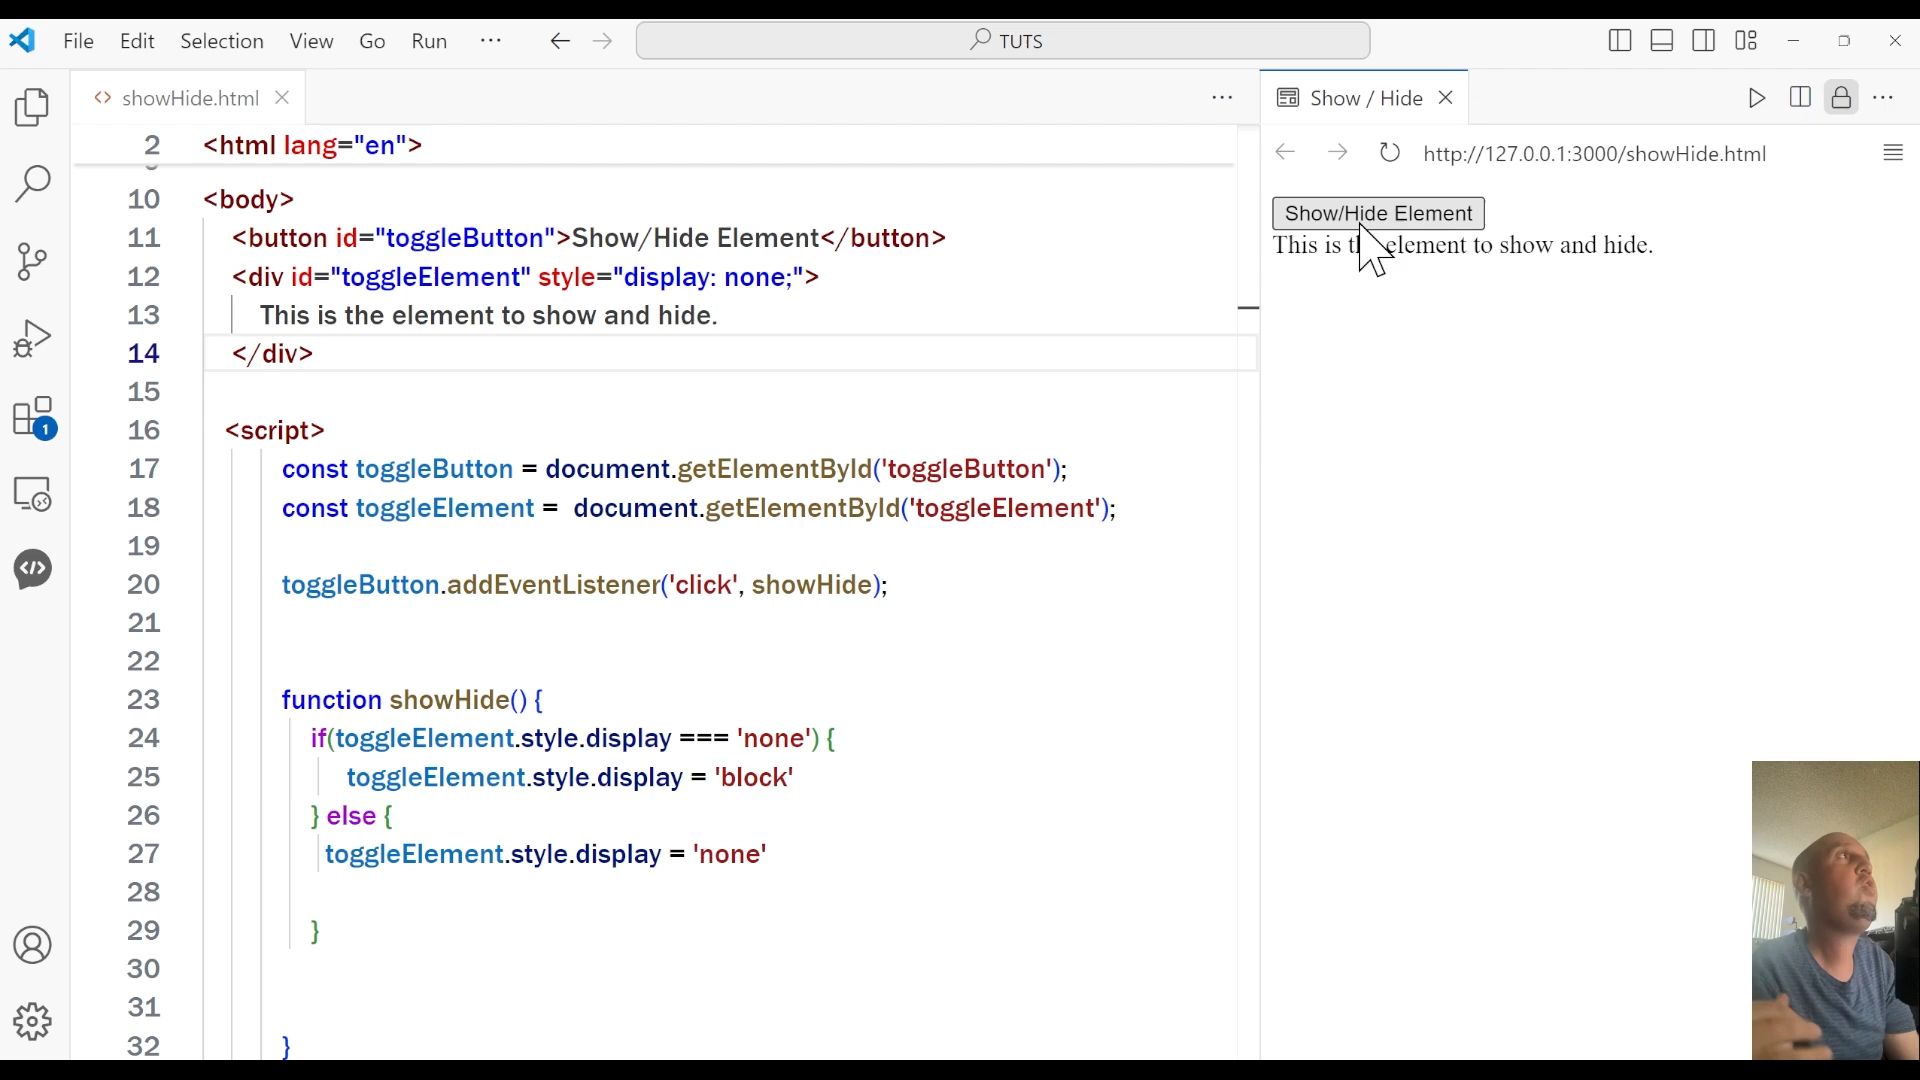 File Edit Selection View Go Run ··· TUTS
showHide.html ··· Show / Hide ···
http://127.0.0.1:3000/showHide.html
2 <html lang="en">
10 <body>
11 <button id="toggleButton">Show/Hide Element</button>
12 <div id="toggleElement" style="display: none;">
13 This is the element to show and hide.
14 </div>
15
16 <script>
17 const toggleButton = document.getElementById('toggleButton');
18 const toggleElement = document.getElementById('toggleElement');
19
20 toggleButton.addEventListener('click', showHide);
21
22
23 function showHide() {
24 if(toggleElement.style.display === 'none') {
25 toggleElement.style.display = 'block'
26 } else {
27 toggleElement.style.display = 'none'
28
29 }
30
31
32 }
1
Show/Hide Element
This is the element to show and hide.